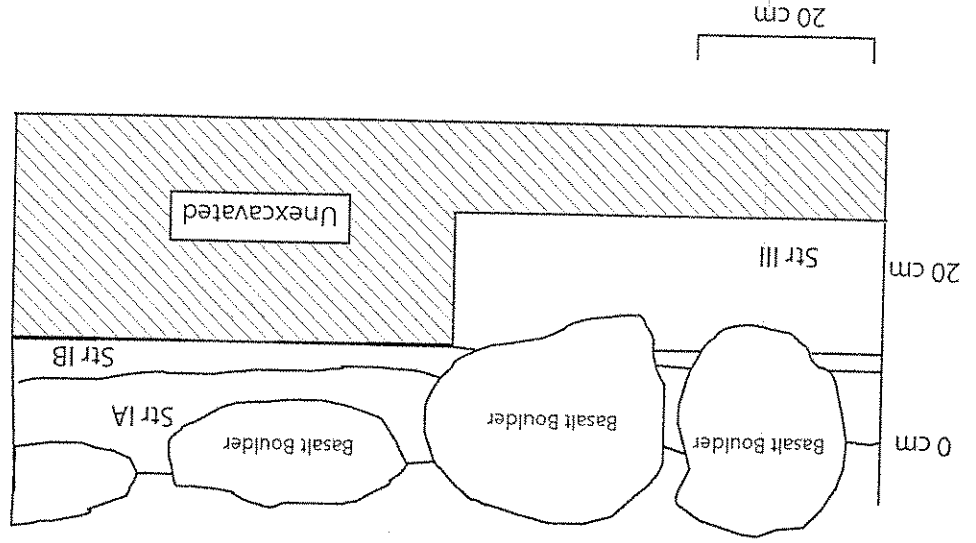 0 cm
Basalt Boulder
Basalt Boulder
Basalt Boulder
Str IA
Str IB
20 cm
Str III
Unexcavated
20 cm